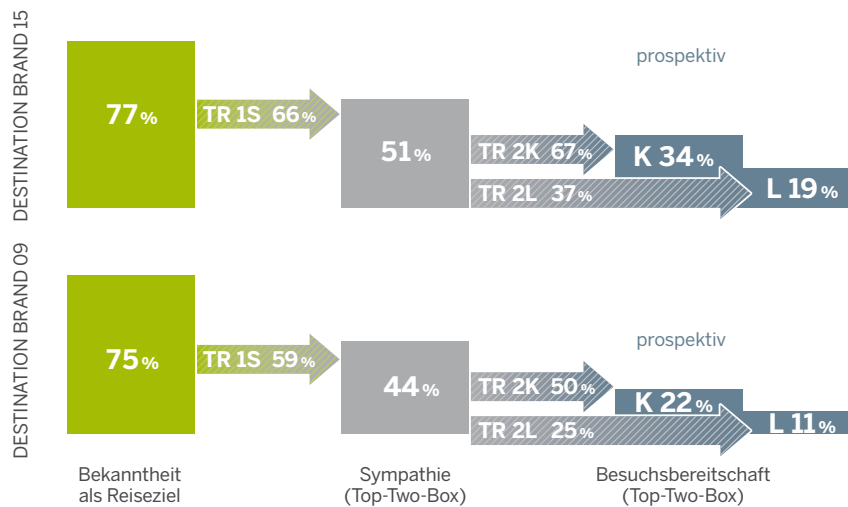 DESTINATION BRAND 15
77%
TR 1S 66%
51%
prospektiv
TR 2K 67%
K 34%
TR 2L 37%
L 19%
DESTINATION BRAND 09
75%
TR 1S 59%
44%
prospektiv
TR 2K 50%
K 22%
TR 2L 25%
L 11%
Bekanntheit
als Reiseziel
Sympathie
(Top-Two-Box)
Besuchsbereitschaft
(Top-Two-Box)